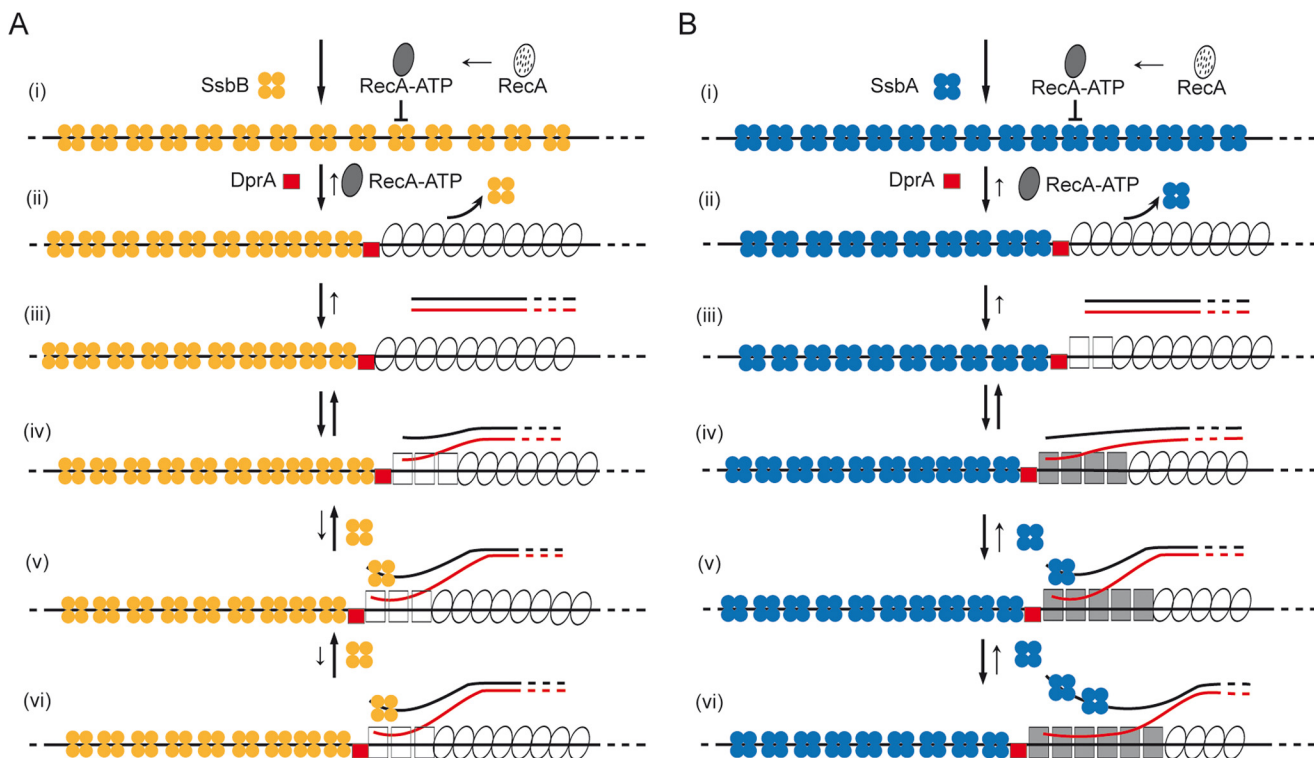 A
SsbB
RecA-ATP
RecA
(i)
DprA
RecA-ATP
(ii)
(iii)
(iv)
(v)
(vi)
B
SsbA
RecA-ATP
RecA
(i)
DprA
RecA-ATP
(ii)
(iii)
(iv)
(v)
(vi)